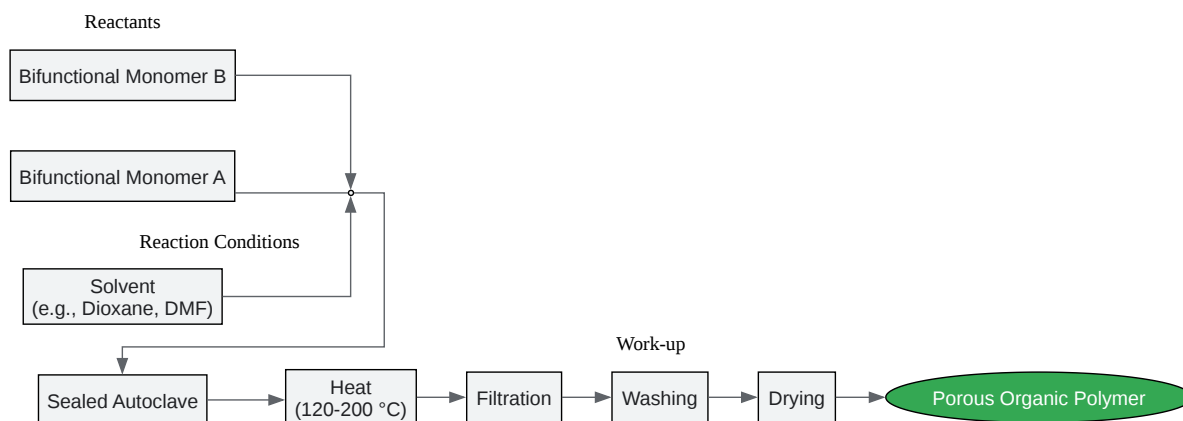 Reactants
Bifunctional Monomer B
Bifunctional Monomer A
Reaction Conditions
Solvent
(e.g., Dioxane, DMF)
Work-up
Sealed Autoclave
Heat
(120-200 °C)
Filtration
Washing
Drying
Porous Organic Polymer